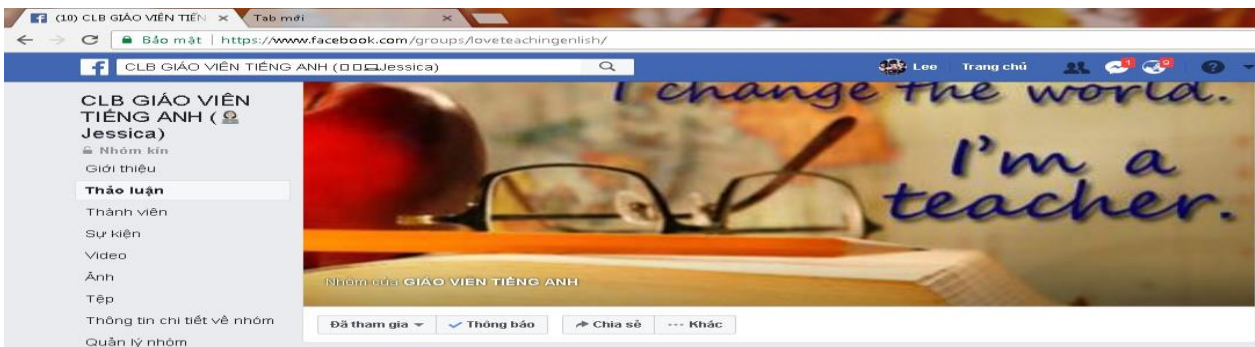 (10) CLB GIÁO VIÊN TIẾN
Tab mới
Bảo mật | https://www.facebook.com/groups/loveteachingenlish/
CLB GIÁO VIÊN TIẾNG ANH (Jessica)
Lee Trang chủ 1 9
CLB GIÁO VIÊN
TIẾNG ANH (
Jessica)
Nhóm kín
Giới thiệu
Thảo luận
Thành viên
Sự kiện
Video
Ảnh
Tệp
Thông tin chi tiết về nhóm
Quản lý nhóm
I change the world.
I'm a
teacher.
Nhóm của GIÁO VIÊN TIẾNG ANH
Đã tham gia Thông báo Chia sẻ Khác